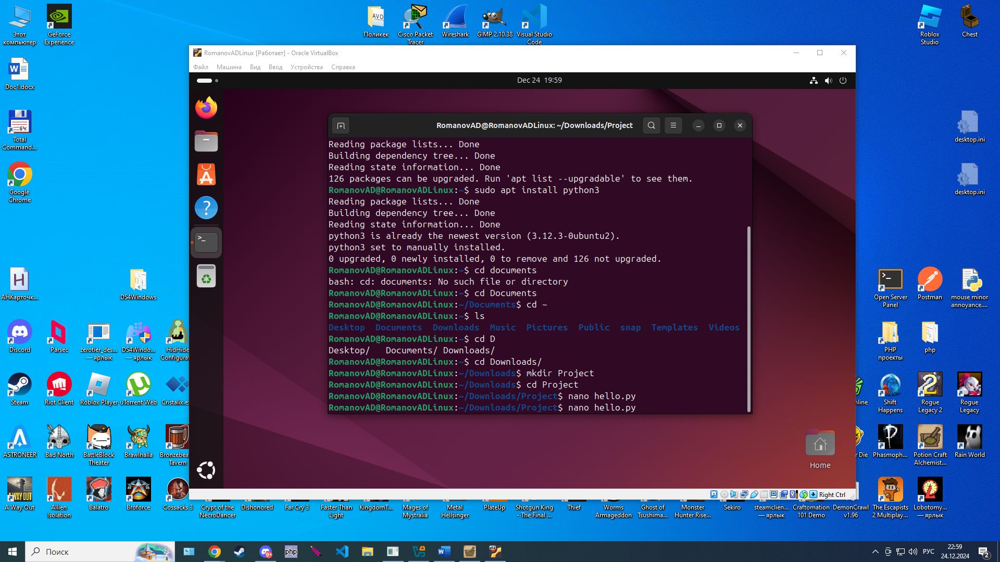 Этот компьютер
GeForce Experience
Поликек
Cisco Packet Tracer
Wireshark
GIMP 2.10.38
Visual Studio Code
Roblox Studio
Chest
Doc1.docx
Total Command...
Google Chrome
desktop.ini
desktop.ini
RomanovADLinux [Работает] - Oracle VirtualBox
Файл Машина Вид Ввод Устройства Справка
Dec 24 19:59
RomanovAD@RomanovADLinux: ~/Downloads/Project
Reading package lists... Done
Building dependency tree... Done
Reading state information... Done
126 packages can be upgraded. Run 'apt list --upgradable' to see them.
RomanovAD@RomanovADLinux:~$ sudo apt install python3
Reading package lists... Done
Building dependency tree... Done
Reading state information... Done
python3 is already the newest version (3.12.3-0ubuntu2).
python3 set to manually installed.
0 upgraded, 0 newly installed, 0 to remove and 126 not upgraded.
RomanovAD@RomanovADLinux:~$ cd documents
bash: cd: documents: No such file or directory
RomanovAD@RomanovADLinux:~$ cd Documents
RomanovAD@RomanovADLinux:~/Documents$ cd ~
RomanovAD@RomanovADLinux:~$ ls
Desktop Documents Downloads Music Pictures Public snap Templates Videos
RomanovAD@RomanovADLinux:~$ cd D
Desktop/ Documents/ Downloads/
RomanovAD@RomanovADLinux:~$ cd Downloads/
RomanovAD@RomanovADLinux:~/Downloads$ mkdir Project
RomanovAD@RomanovADLinux:~/Downloads$ cd Project
RomanovAD@RomanovADLinux:~/Downloads/Project$ nano hello.py
RomanovAD@RomanovADLinux:~/Downloads/Project$ nano hello.py
Home
Right Ctrl
АНКарточк...
DS4Windows
Open Server Panel
Postman
mouse minor annoyance....
Discord
Parsec
zerotier_des... — ярлык
DS4Windo... — ярлык
HidHide Configurat
PHP проекты
php
Steam
Riot Client
Roblox Player
uTorrent Web
Cristalix.ex
nline
Shift Happens
Rogue Legacy 2
Rogue Legacy
ASTRONEER
Bad North
BattleBlock Theater
Brawlhalla
Bronzebea Tavern
r Die
Phasmoph...
Potion Craft Alchemist...
Rain World
A Way Out
Allien Isolation
Balatro
Broforce
Cossacks 3
Crypt of the NecroDancer
Dishonored
Far Cry 3
Faster Than Light
KingdomT...
Mages of Mystralia
Metal Hellsinger
PlateUp
Shotgun King - The Final ...
Thief
Worms Armageddon
Ghost of Tsushima...
Monster Hunter Rise...
Sekiro
steamclien... — ярлык
Craftomation 101 Demo
DemonCrawl v1.96
The Escapists 2 Multiplay...
Lobotomy... — ярлык
Поиск
РУС
22:59
24.12.2024
2